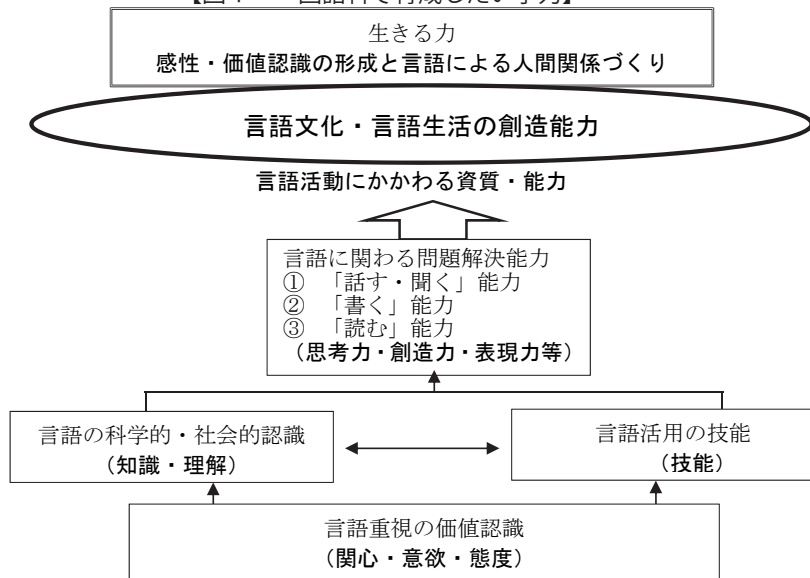 生きる力
感性・価値認識の形成と言語による人間関係づくり
言語文化・言語生活の創造能力
言語活動にかかわる資質・能力
言語に関わる問題解決能力
① 「話す・聞く」能力
② 「書く」能力
③ 「読む」能力
（思考力・創造力・表現力等）
言語の科学的・社会的認識
（知識・理解）
言語活用の技能
（技能）
言語重視の価値認識
（関心・意欲・態度）